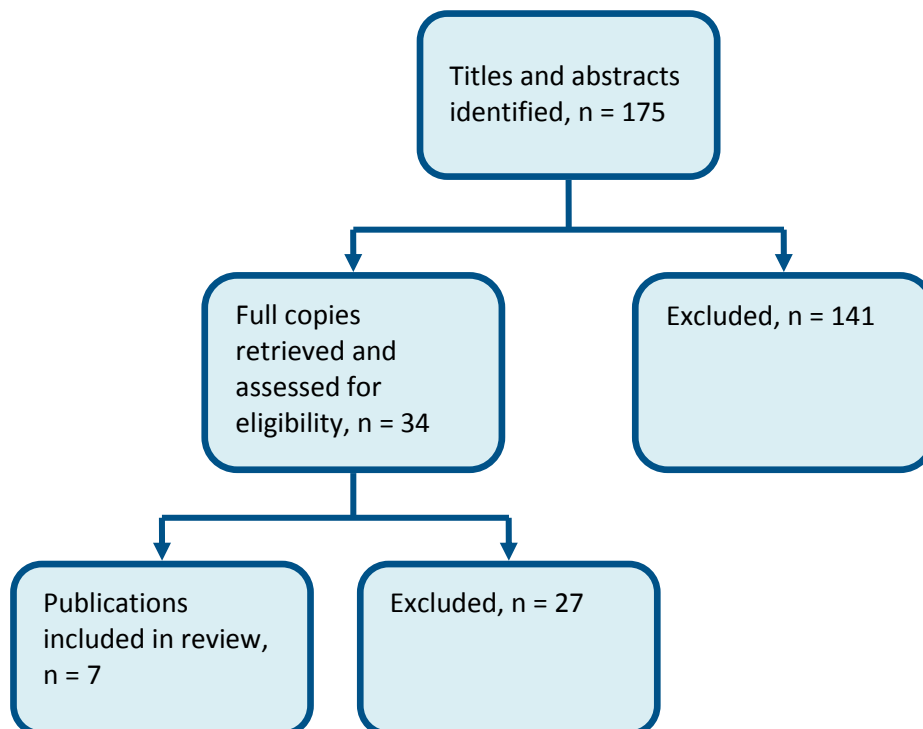 Titles and abstracts
identified, n = 175
Full copies
retrieved and
assessed for
eligibility, n = 34
Excluded, n = 141
Publications
included in review,
n = 7
Excluded, n = 27